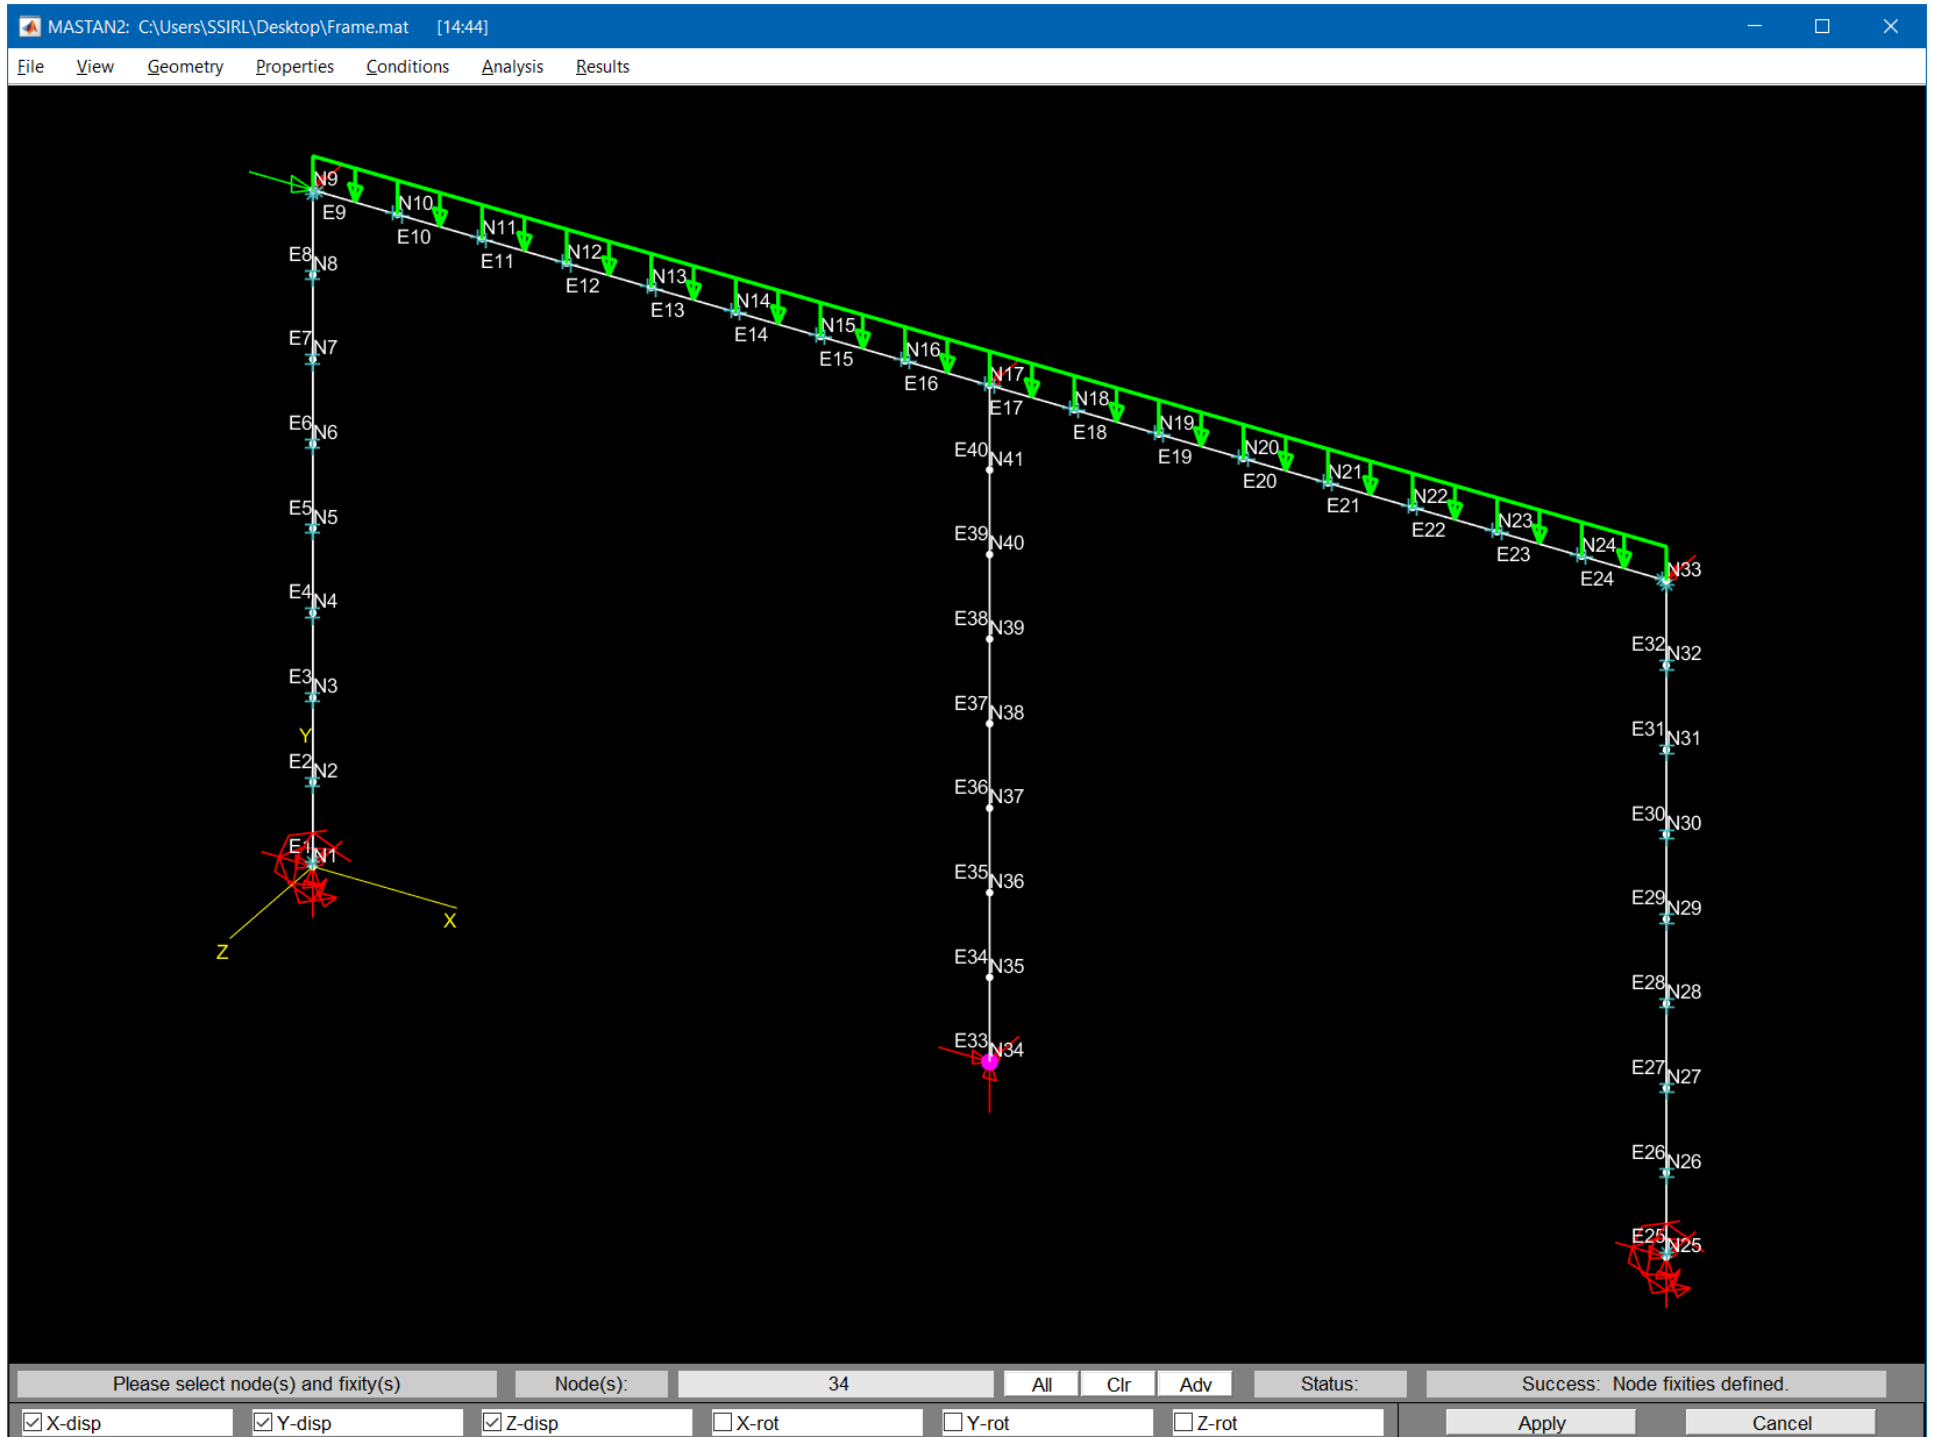 MASTAN2: C:\Users\SSIRL\Desktop\Frame.mat [14:44]
File View Geometry Properties Conditions Analysis Results
N9
E9
N10
E10
N11
E11
N12
E12
N13
E13
N14
E14
N15
E15
N16
E16
N17
E17
N18
E18
N19
E19
N20
E20
N21
E21
N22
E22
N23
E23
N24
E24
N33
E8 N8
E7 N7
E6 N6
E5 N5
E4 N4
E3 N3
Y
E2 N2
E1 N1
X
Z
E40 N41
E39 N40
E38 N39
E37 N38
E36 N37
E35 N36
E34 N35
E33 N34
E32 N32
E31 N31
E30 N30
E29 N29
E28 N28
E27 N27
E26 N26
E25 N25
Please select node(s) and fixity(s) Node(s): 34 All Clr Adv Status: Success: Node fixities defined.
X-disp Y-disp Z-disp X-rot Y-rot Z-rot Apply Cancel